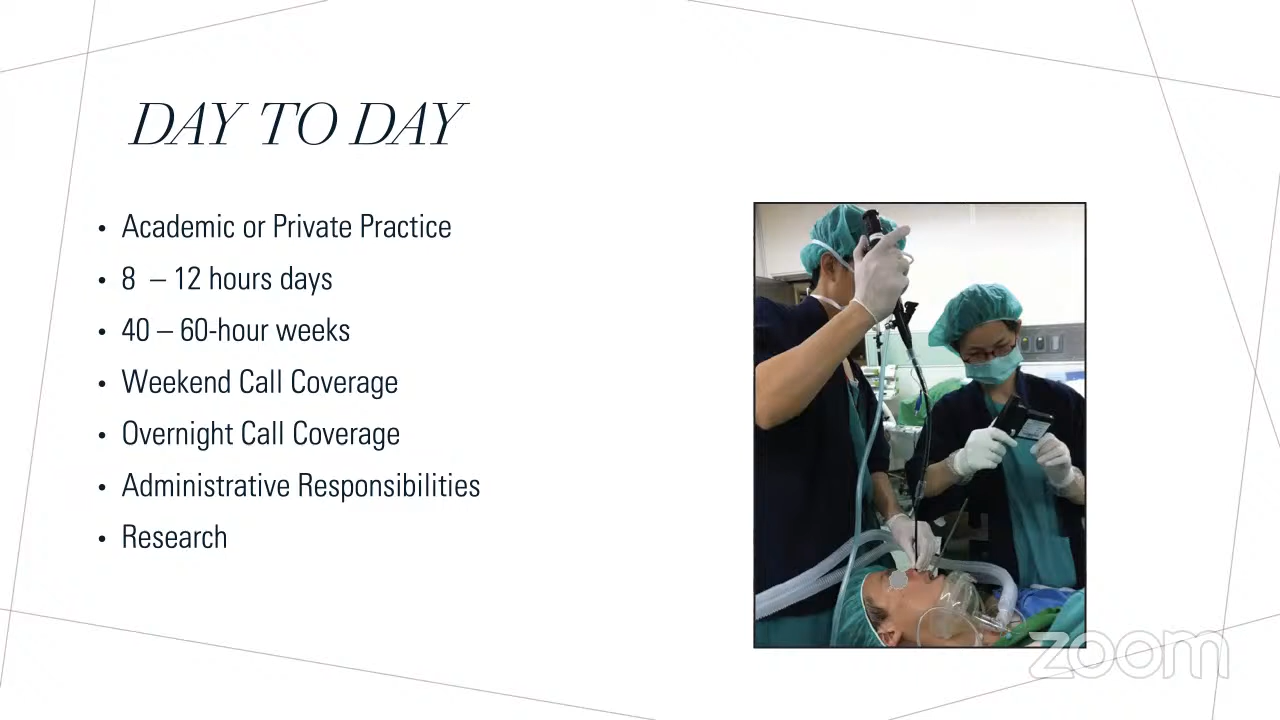 DAY TO DAY
• Academic or Private Practice
• 8 – 12 hours days
• 40 – 60-hour weeks
• Weekend Call Coverage
• Overnight Call Coverage
• Administrative Responsibilities
• Research
zoom